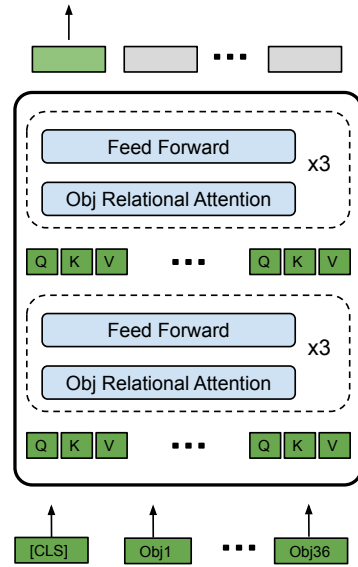 Feed Forward
x3
Obj Relational Attention
Q K V ... Q K V
Feed Forward
x3
Obj Relational Attention
Q K V ... Q K V
[CLS] Obj1 ... Obj36